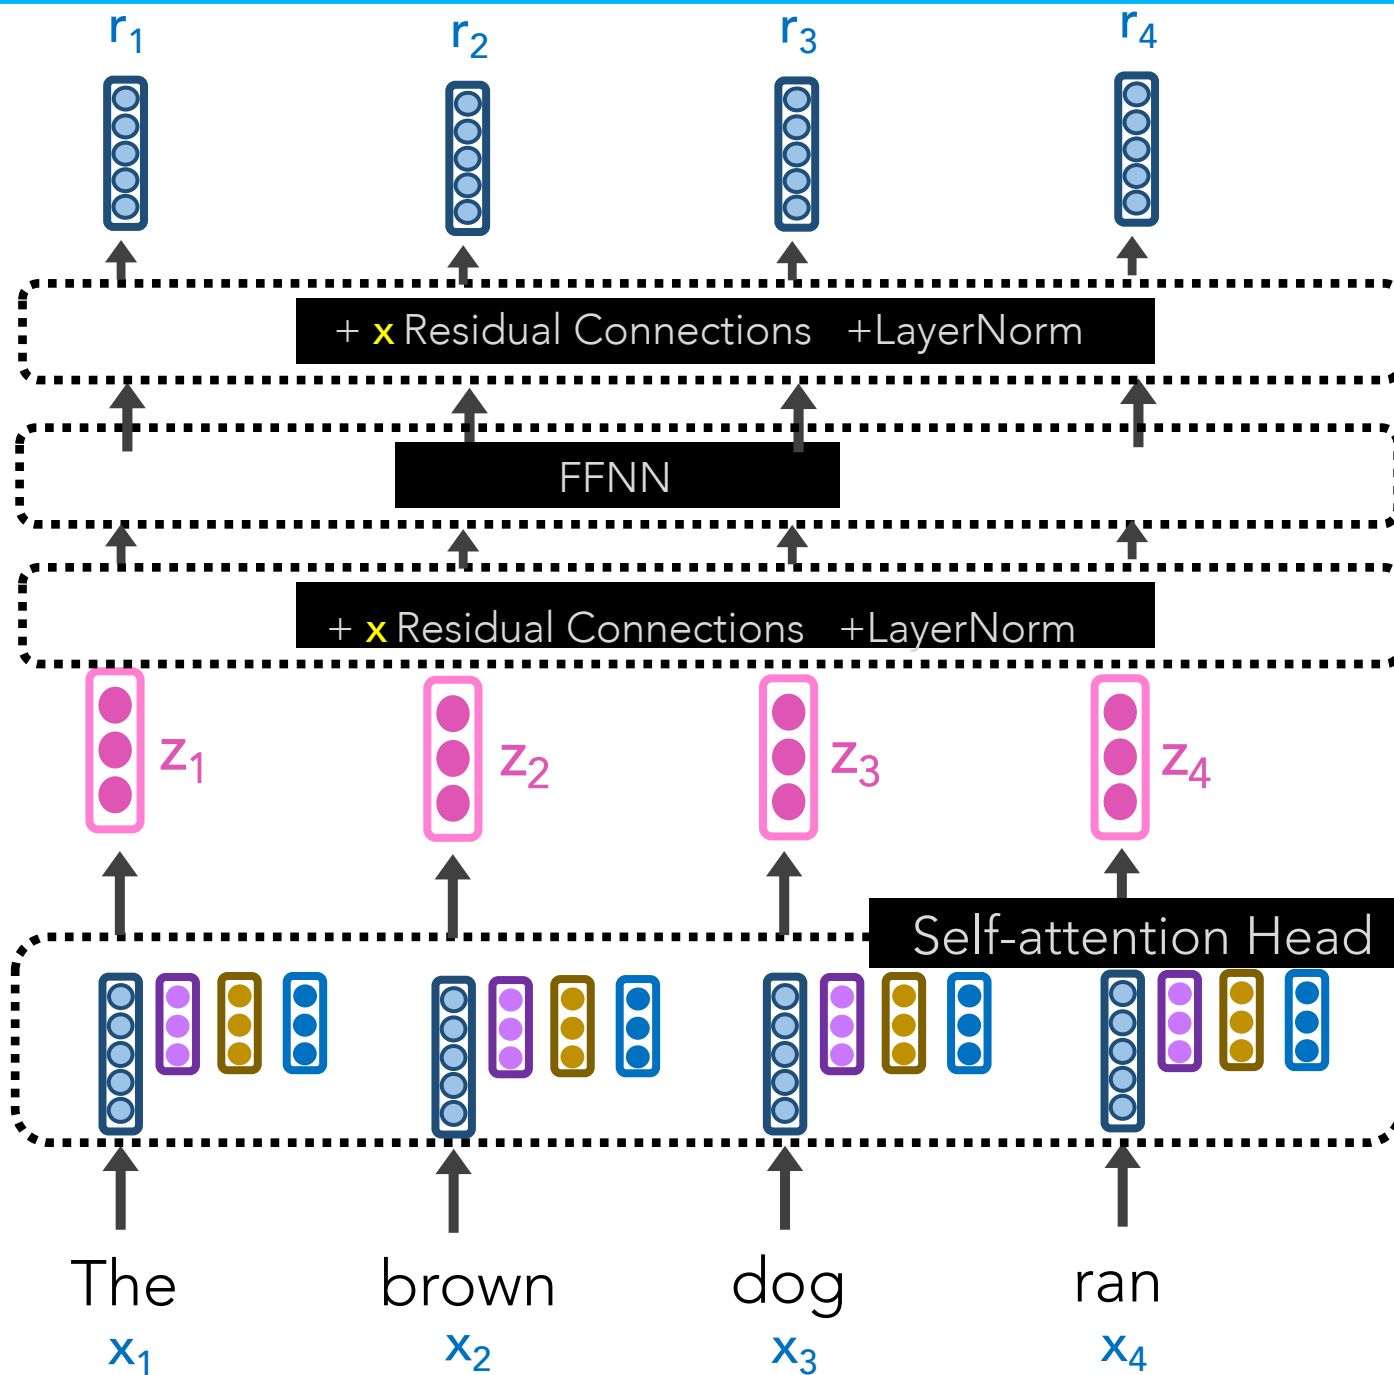 r1 r2 r3 r4
+ x Residual Connections +LayerNorm
FFNN
+ x Residual Connections +LayerNorm
z1 z2 z3 z4
Self-attention Head
The brown dog ran
x1 x2 x3 x4